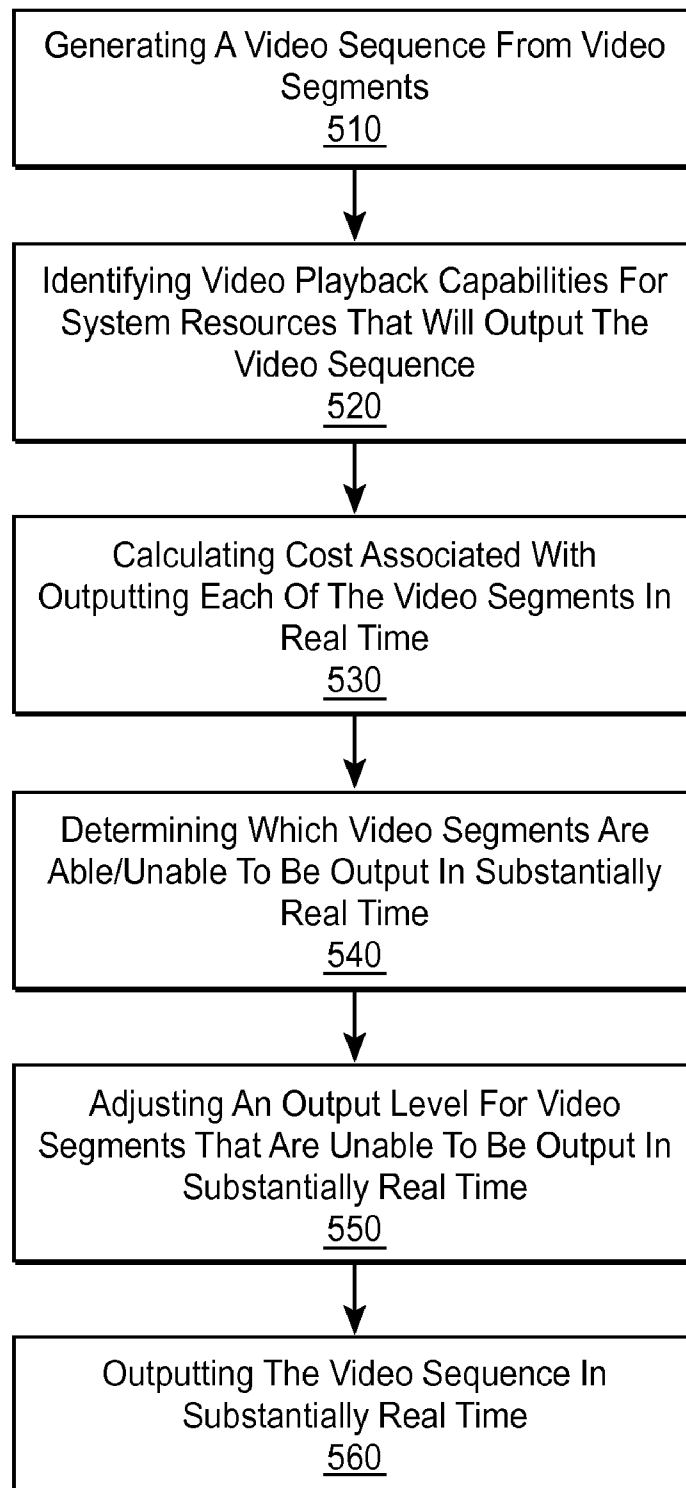 Generating A Video Sequence From Video
Segments
510
Identifying Video Playback Capabilities For
System Resources That Will Output The
Video Sequence
520
Calculating Cost Associated With
Outputting Each Of The Video Segments In
Real Time
530
Determining Which Video Segments Are
Able/Unable To Be Output In Substantially
Real Time
540
Adjusting An Output Level For Video
Segments That Are Unable To Be Output In
Substantially Real Time
550
Outputting The Video Sequence In
Substantially Real Time
560